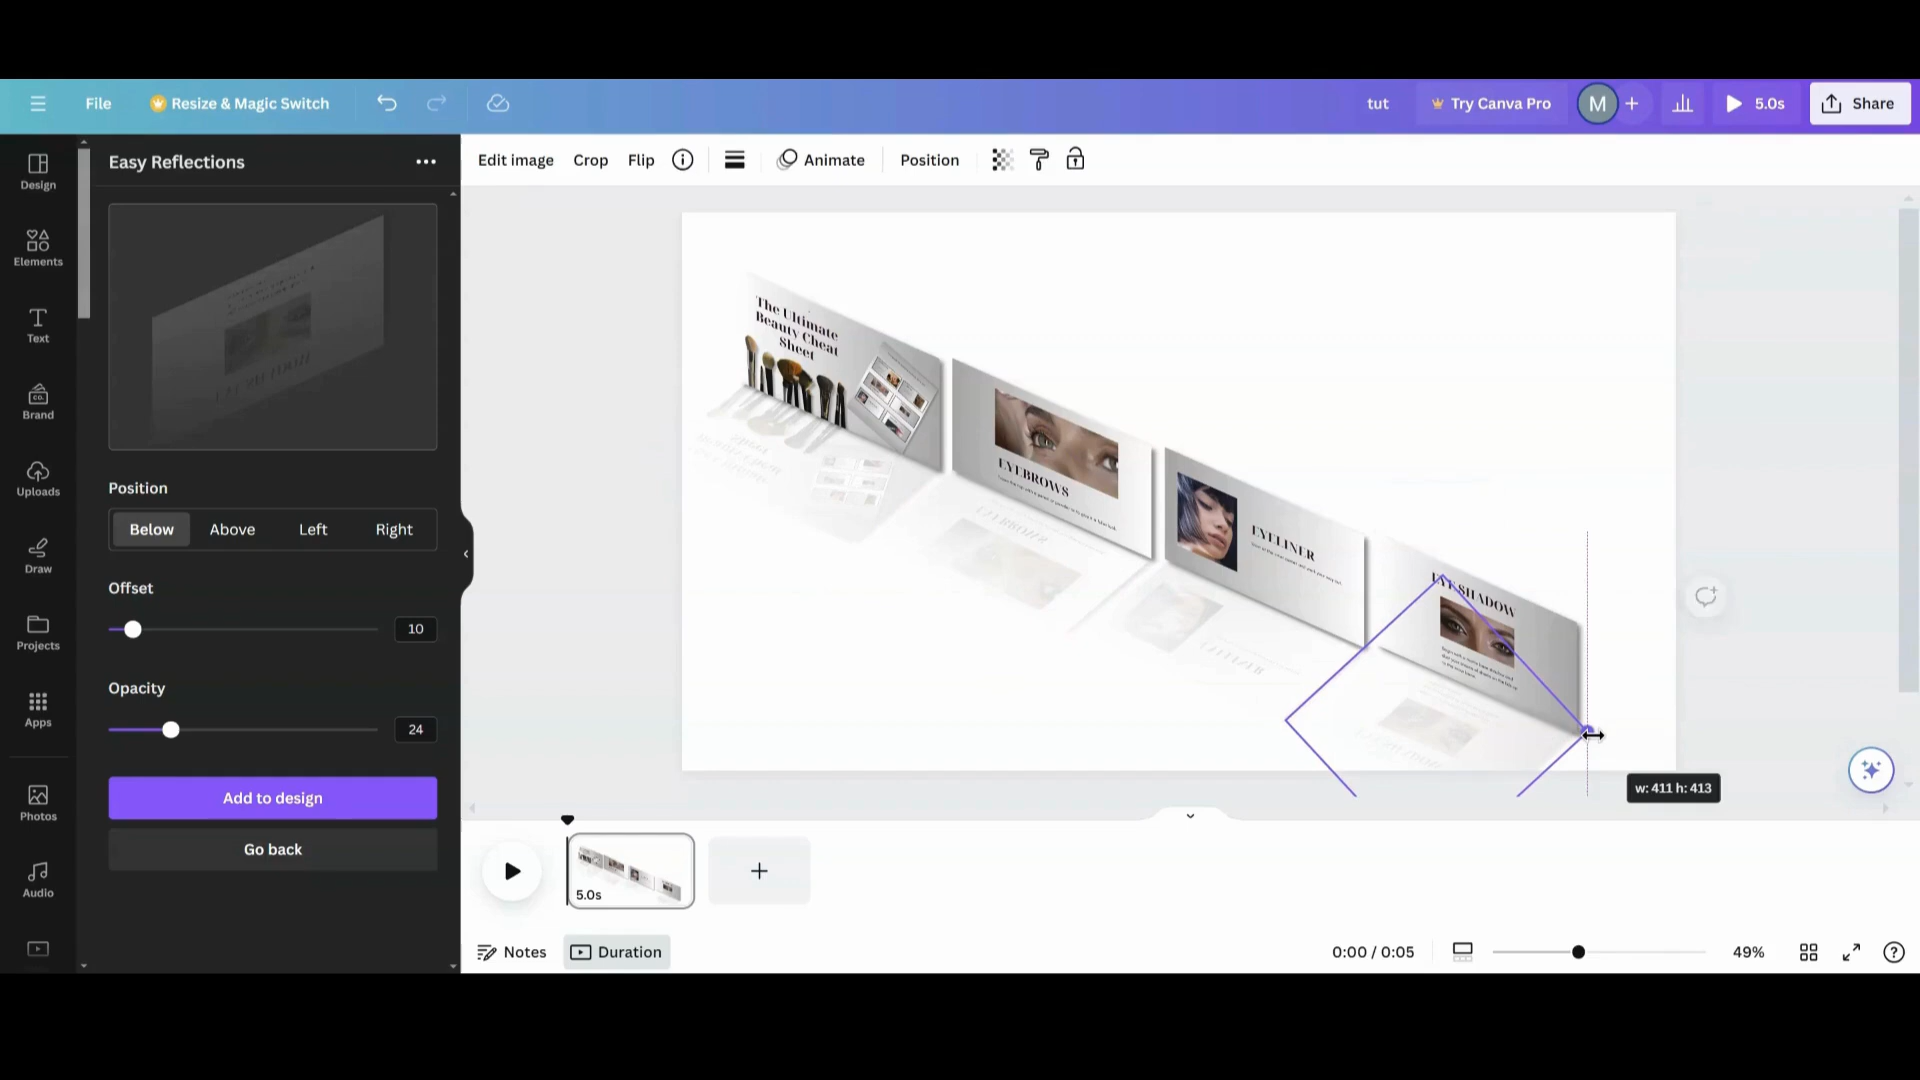 File
Resize & Magic Switch
tut
Try Canva Pro
M
5.0s
Share
Design
Elements
Text
Brand
Uploads
Draw
Projects
Apps
Photos
Audio
Easy Reflections
Position
Below
Above
Left
Right
Offset
10
Opacity
24
Add to design
Go back
Edit image
Crop
Flip
Animate
Position
The Ultimate
Beauty Cheat
Sheet
EYEBROWS
EYELINER
EYE SHADOW
w: 411 h: 413
5.0s
Notes
Duration
0:00 / 0:05
49%